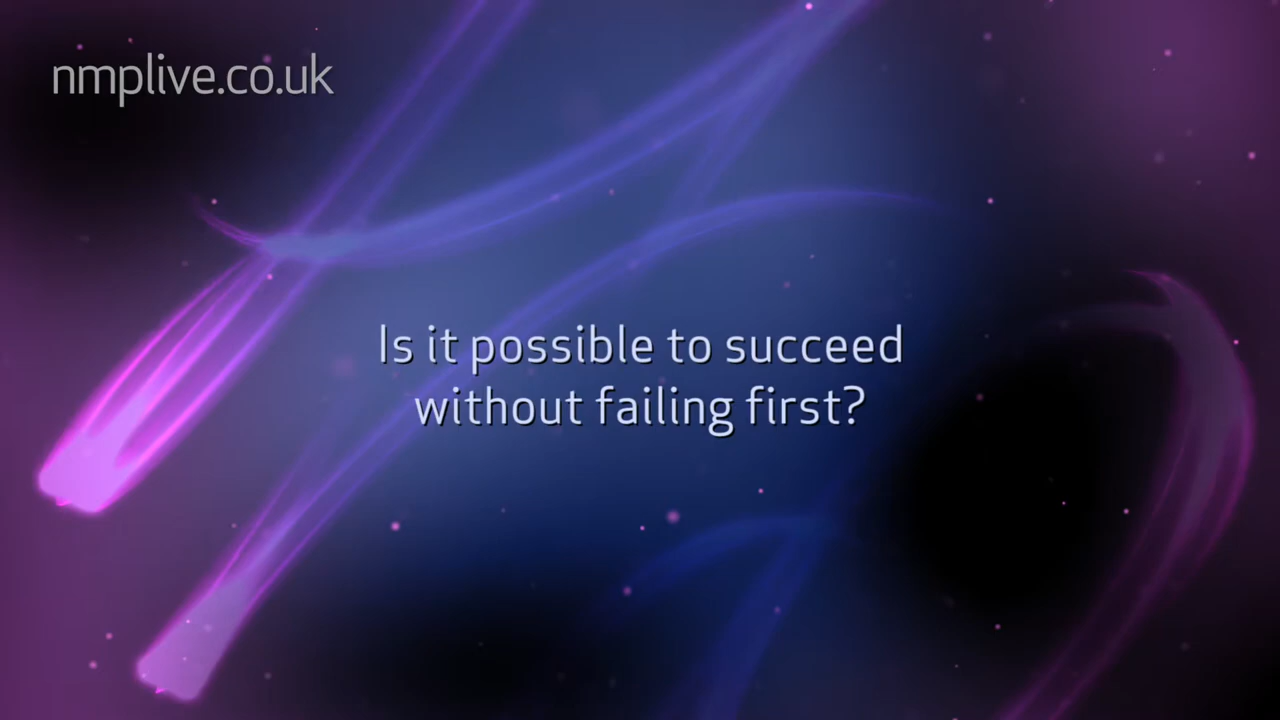 nmplive.co.uk
Is it possible to succeed
without failing first?